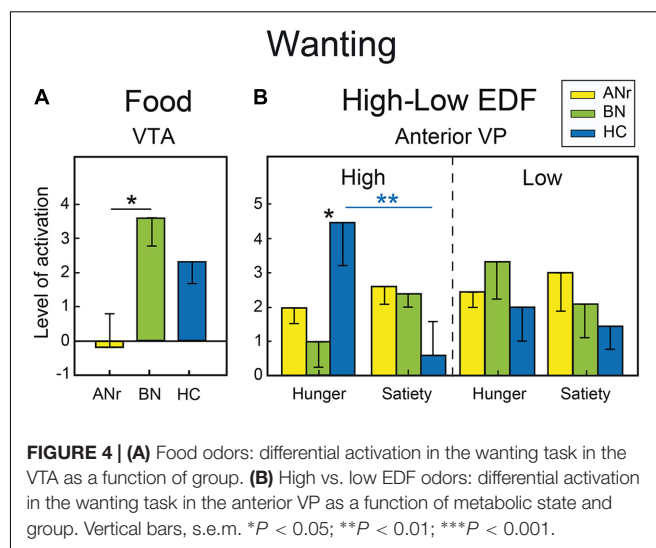 Wanting
A Food
VTA
B High-Low EDF
Anterior VP
ANr
BN
HC
Level of activation
4
3
2
1
0
-1
*
ANr BN HC
High Low
5
4
3
2
1
0
* **
Hunger Satiety Hunger Satiety
FIGURE 4 | (A) Food odors: differential activation in the wanting task in the
VTA as a function of group. (B) High vs. low EDF odors: differential activation
in the wanting task in the anterior VP as a function of metabolic state and
group. Vertical bars, s.e.m. *P < 0.05; **P < 0.01; ***P < 0.001.